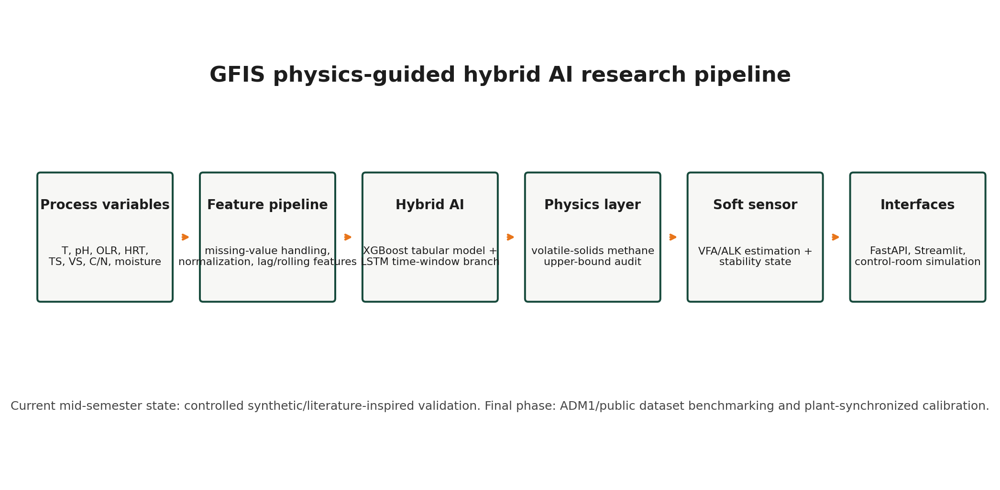 GFIS physics-guided hybrid AI research pipeline
Process variables
T, pH, OLR, HRT,
TS, VS, C/N, moisture
Feature pipeline
missing-value handling,
normalization, lag/rolling features
Hybrid AI
XGBoost tabular model +
LSTM time-window branch
Physics layer
volatile-solids methane
upper-bound audit
Soft sensor
VFA/ALK estimation +
stability state
Interfaces
FastAPI, Streamlit,
control-room simulation
Current mid-semester state: controlled synthetic/literature-inspired validation. Final phase: ADM1/public dataset benchmarking and plant-synchronized calibration.